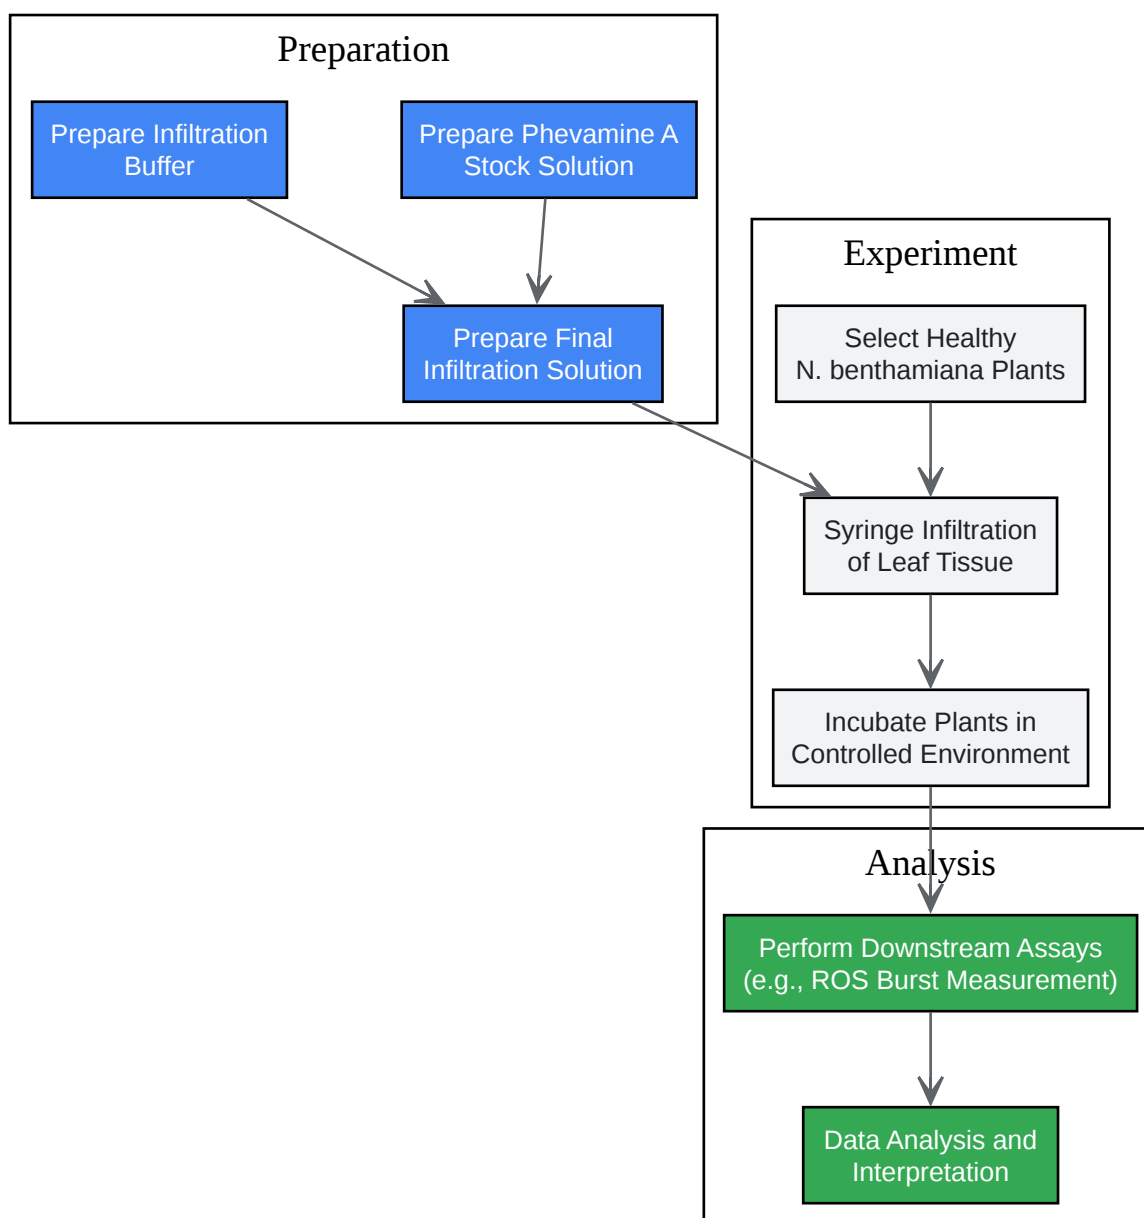 Preparation
Prepare Infiltration
Buffer
Prepare Phevamine A
Stock Solution
Prepare Final
Infiltration Solution
Experiment
Select Healthy
N. benthamiana Plants
Syringe Infiltration
of Leaf Tissue
Incubate Plants in
Controlled Environment
Analysis
Perform Downstream Assays
(e.g., ROS Burst Measurement)
Data Analysis and
Interpretation